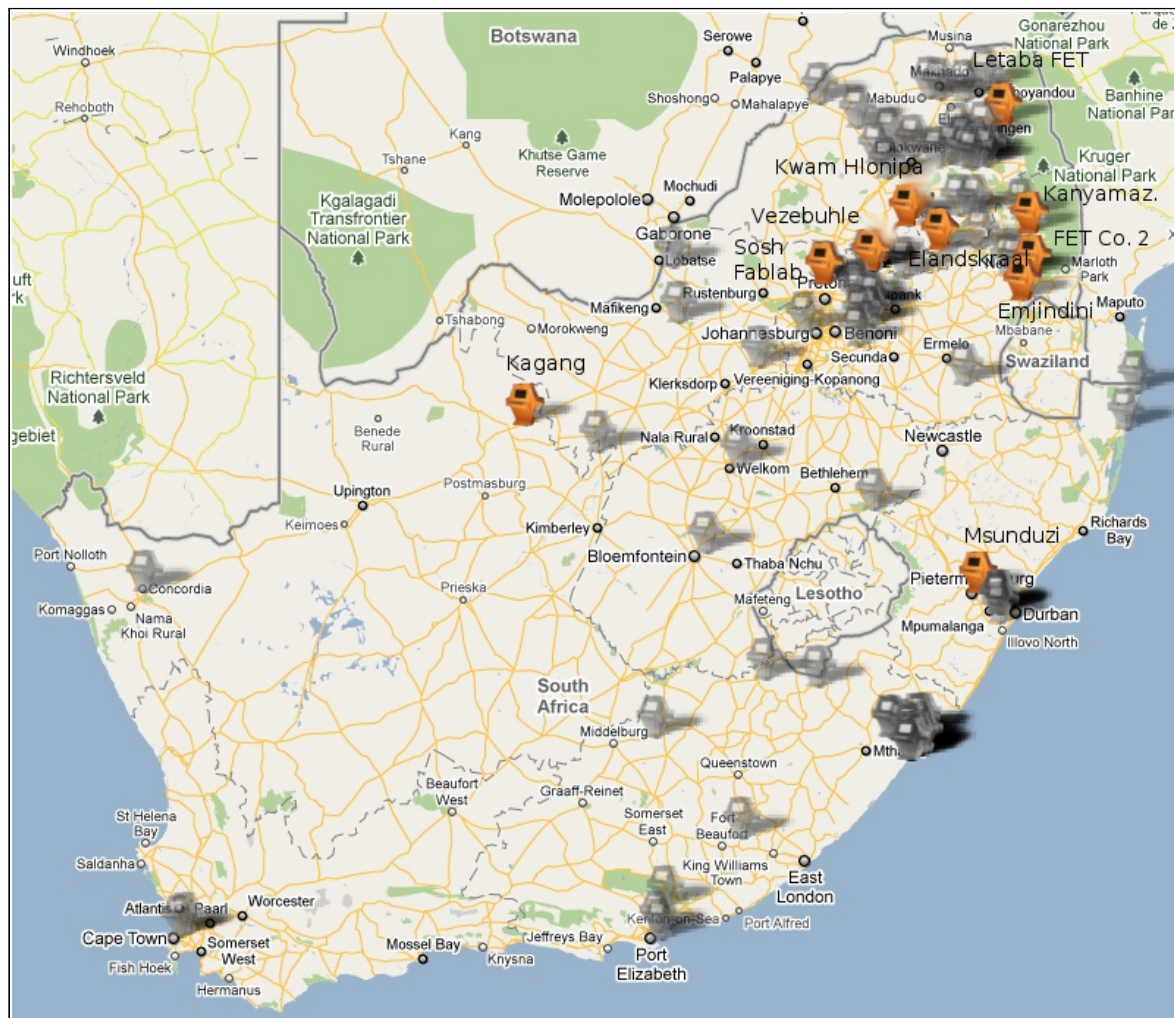 Botswana
Gonarezhou
National Park
Parque
de
Musina
Serowe
Windhoek
Palapye
Letaba FET
Makhado
Shoshong
Mahalapye
Mabudu
Banhine
National Par
Rehoboth
Kang
Khutse Game
Reserve
Tshane
Kruger
National Park
Kwam Hlonipa
Kgalagadi
Transfrontier
National Park
Molepolole
Mochudi
Kanyamaz.
Vezebuhle
Gaborone
Lobatse
Sosh
Fablab
FET Co. 2
Elandskraal
Marloth
Park
Rustenburg
Mafikeng
Emjindini
Maputo
Tshabong
Morokweng
Johannesburg
Benoni
Mbabane
Ermelo
Secunda
Swaziland
Kagang
Richtersveld
National Park
Klerksdorp
Vereeniging-Kopanong
Benede
Rural
Nala Rural
Kroonstad
Newcastle
gebiet
Welkom
Bethlehem
Upington
Postmasburg
Keimoes
Kimberley
Richards
Bay
Msunduzi
Port Nolloth
Bloemfontein
Thaba Nchu
Concordia
Prieska
Lesotho
Mafeteng
Komaggas
Nama
Khoi Rural
Mpumalanga
Durban
Illovo North
South
Africa
Middelburg
Queenstown
Beaufort
West
Graaff-Reinet
St Helena
Bay
Somerset
East
Fort
Beaufort
Saldanha
King Williams
Town
East
London
Atlantis
Paarl
Worcester
Kenton-on-Sea
Port Alfred
Cape Town
Somerset
West
Mossel Bay
Jeffreys Bay
Port
Elizabeth
Fish Hoek
Knysna
Hermanus